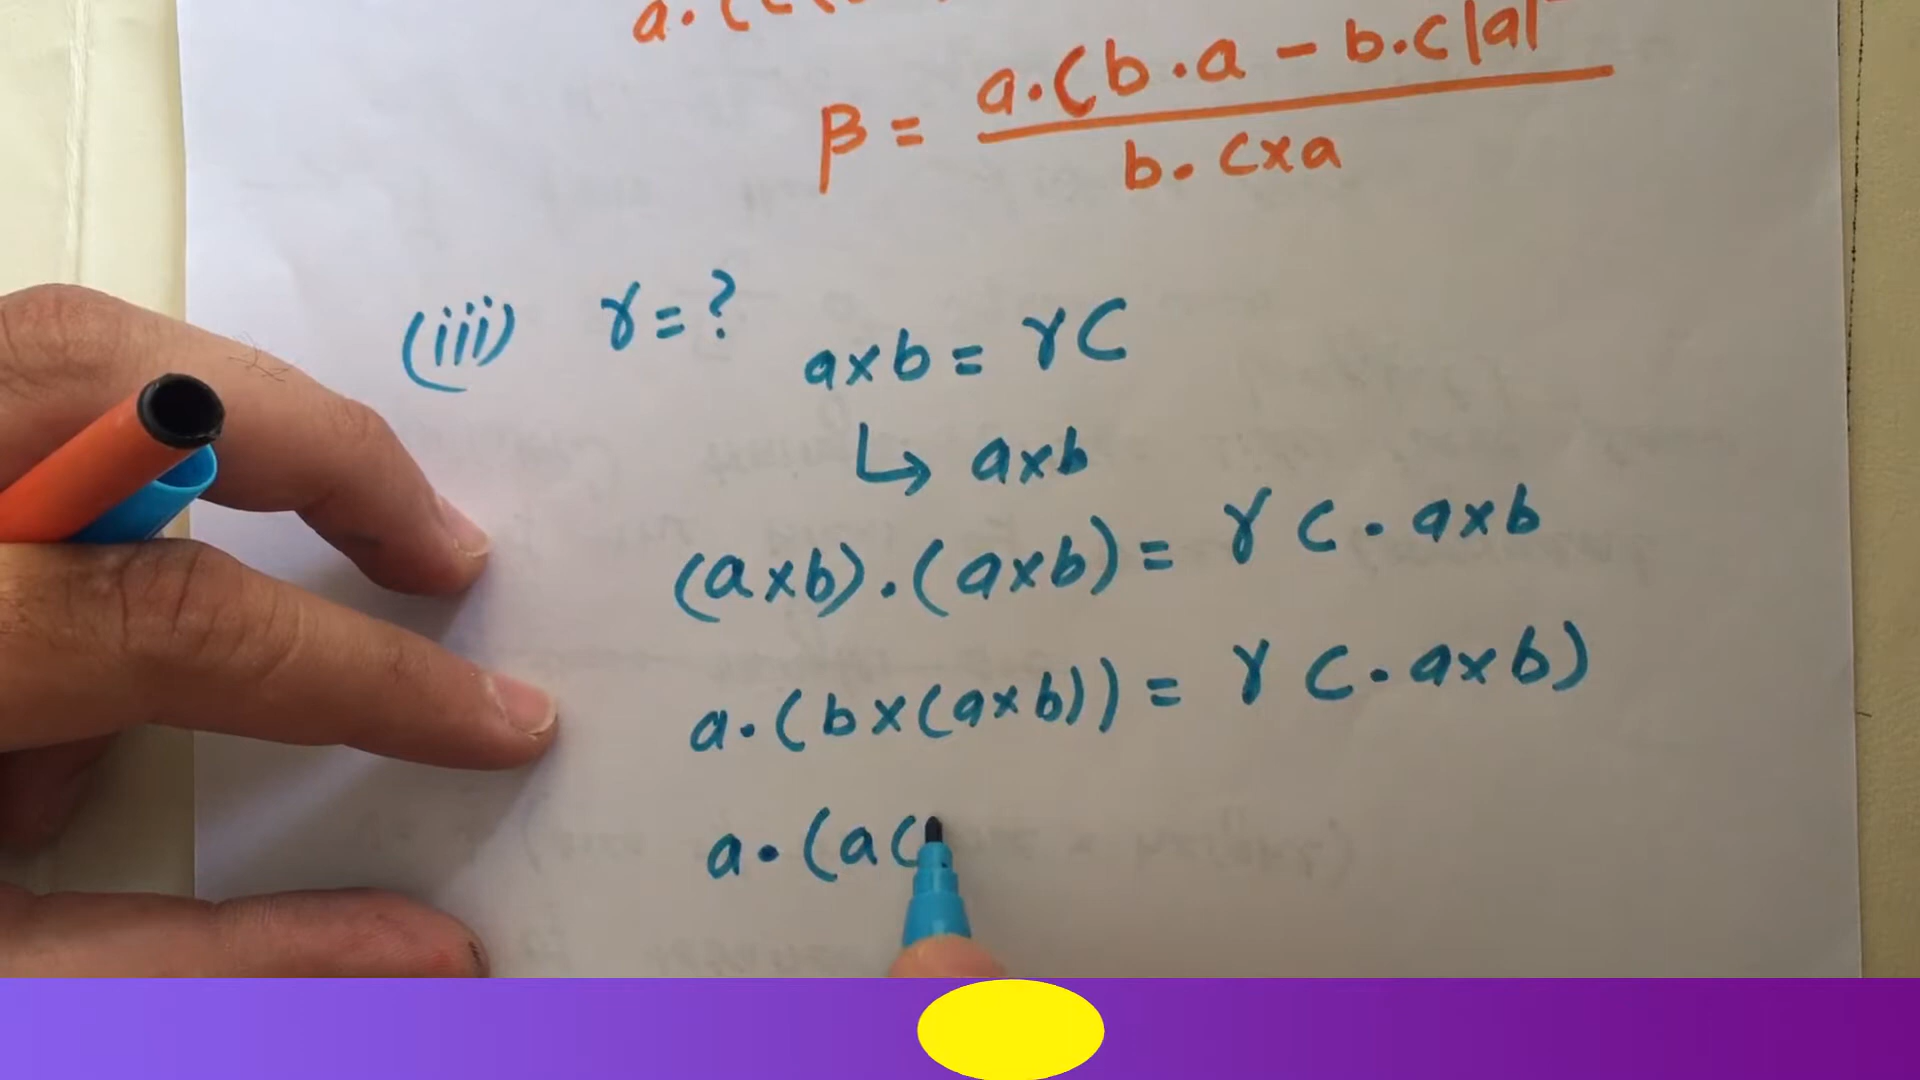 a.(c(
β = a.(b.a - b.c|a|
b. cxa
(iii) γ=?
axb = γC
↳ axb
(axb).(axb) = γ C. axb
a.(bx(axb)) = γ C. axb)
a.(a(